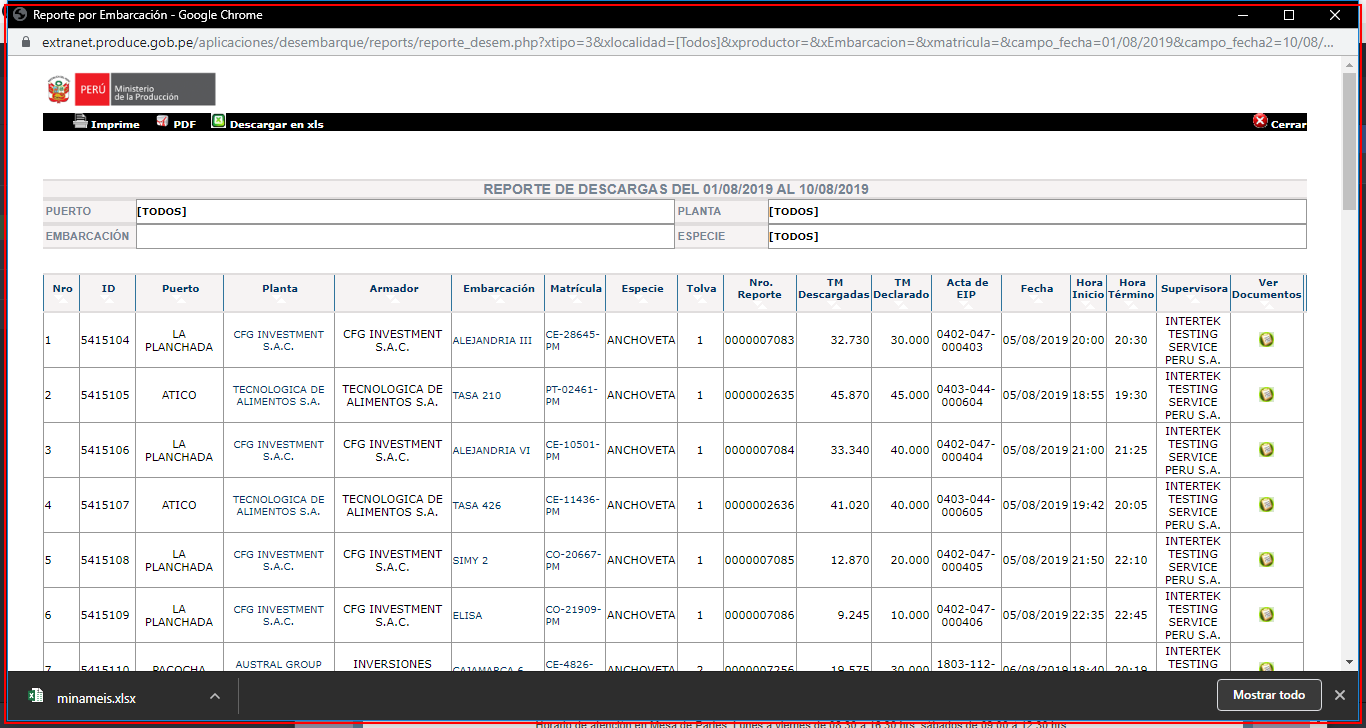 Reporte por Embarcación - Google Chrome
extranet.produce.gob.pe/aplicaciones/desembarque/reports/reporte_desem.php?xtipo=3&xlocalidad=[Todos]&xproductor=&xEmbarcacion=&xmatricula=&campo_fecha=01/08/2019&campo_fecha2=10/08/...
PERÚ Ministerio
de la Producción
Imprime PDF Descargar en xls Cerrar
REPORTE DE DESCARGAS DEL 01/08/2019 AL 10/08/2019
PUERTO [TODOS] PLANTA [TODOS]
EMBARCACIÓN ESPECIE [TODOS]
Nro ID Puerto Planta Armador Embarcación Matrícula Especie Tolva Nro. Reporte TM Descargadas TM Declarado Acta de EIP Fecha Hora Inicio Hora Término Supervisora Ver Documentos
1 5415104 LA PLANCHADA CFG INVESTMENT S.A.C. CFG INVESTMENT S.A.C. ALEJANDRIA III CE-28645-PM ANCHOVETA 1 0000007083 32.730 30.000 0402-047-000403 05/08/2019 20:00 20:30 INTERTEK TESTING SERVICE PERU S.A.
2 5415105 ATICO TECNOLOGICA DE ALIMENTOS S.A. TECNOLOGICA DE ALIMENTOS S.A. TASA 210 PT-02461-PM ANCHOVETA 1 0000002635 45.870 45.000 0403-044-000604 05/08/2019 18:55 19:30 INTERTEK TESTING SERVICE PERU S.A.
3 5415106 LA PLANCHADA CFG INVESTMENT S.A.C. CFG INVESTMENT S.A.C. ALEJANDRIA VI CE-10501-PM ANCHOVETA 1 0000007084 33.340 40.000 0402-047-000404 05/08/2019 21:00 21:25 INTERTEK TESTING SERVICE PERU S.A.
4 5415107 ATICO TECNOLOGICA DE ALIMENTOS S.A. TECNOLOGICA DE ALIMENTOS S.A. TASA 426 CE-11436-PM ANCHOVETA 1 0000002636 41.020 40.000 0403-044-000605 05/08/2019 19:42 20:05 INTERTEK TESTING SERVICE PERU S.A.
5 5415108 LA PLANCHADA CFG INVESTMENT S.A.C. CFG INVESTMENT S.A.C. SIMY 2 CO-20667-PM ANCHOVETA 1 0000007085 12.870 20.000 0402-047-000405 05/08/2019 21:50 22:10 INTERTEK TESTING SERVICE PERU S.A.
6 5415109 LA PLANCHADA CFG INVESTMENT S.A.C. CFG INVESTMENT S.A.C. ELISA CO-21909-PM ANCHOVETA 1 0000007086 9.245 10.000 0402-047-000406 05/08/2019 22:35 22:45 INTERTEK TESTING SERVICE PERU S.A.
7 5415110 PACOCHA AUSTRAL GROUP INVERSIONES CAJAMARCA 6 CE-4826- ANCHOVETA 2 0000007256 19.575 30.000 1803-112- 06/08/2019 18:40 20:19 INTERTEK TESTING
minameis.xlsx Mostrar todo
Horario de atención en Mesa de Partes: Lunes a viernes de 08:30 a 16:30 hrs, sábados de 09:00 a 12:30 hrs